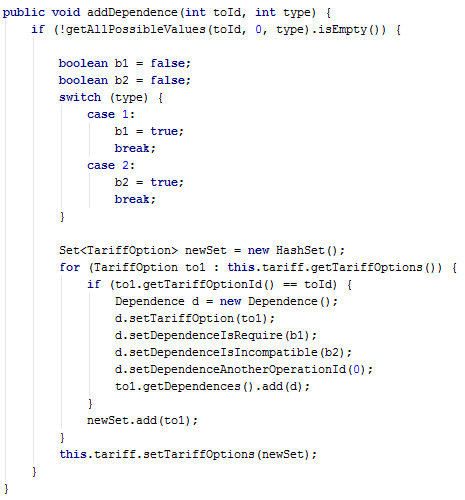 public void addDependence(int toId, int type) {
    if (!getAllPossibleValues(toId, 0, type).isEmpty()) {

        boolean b1 = false;
        boolean b2 = false;
        switch (type) {
            case 1:
                b1 = true;
                break;
            case 2:
                b2 = true;
                break;
        }

        Set<TariffOption> newSet = new HashSet();
        for (TariffOption to1 : this.tariff.getTariffOptions()) {
            if (to1.getTariffOptionId() == toId) {
                Dependence d = new Dependence();
                d.setTariffOption(to1);
                d.setDependenceIsRequire(b1);
                d.setDependenceIsIncompatible(b2);
                d.setDependenceAnotherOperationId(0);
                to1.getDependences().add(d);
            }
            newSet.add(to1);
        }
        this.tariff.setTariffOptions(newSet);
    }
}